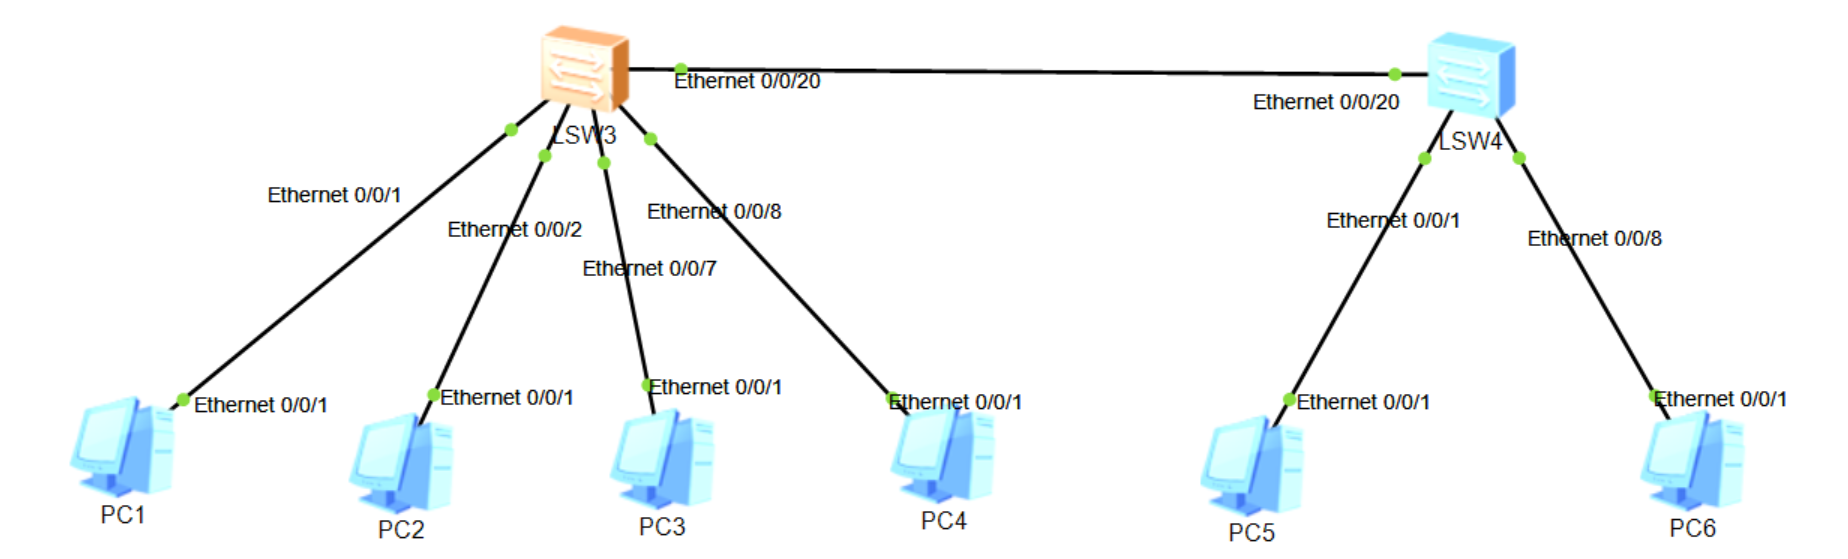 Ethernet 0/0/20
Ethernet 0/0/20
LSW3
LSW4
Ethernet 0/0/1
Ethernet 0/0/2
Ethernet 0/0/8
Ethernet 0/0/7
Ethernet 0/0/1
Ethernet 0/0/8
Ethernet 0/0/1
Ethernet 0/0/1
Ethernet 0/0/1
Ethernet 0/0/1
Ethernet 0/0/1
Ethernet 0/0/1
PC1
PC2
PC3
PC4
PC5
PC6